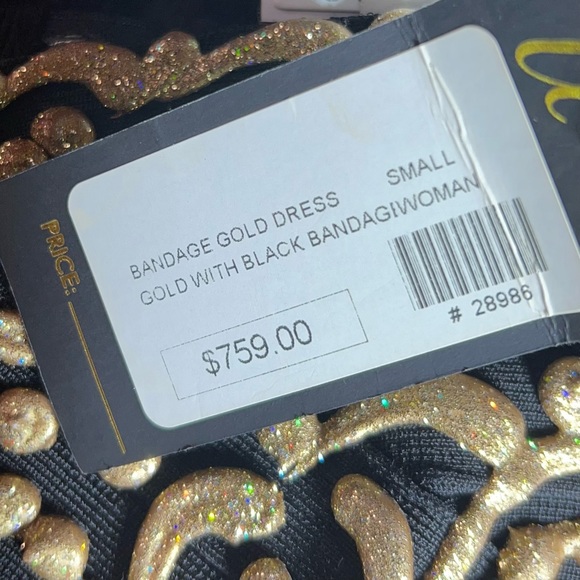 PRICE:
BANDAGE GOLD DRESS SMALL
GOLD WITH BLACK BANDAGIWOMAN
$759.00
# 28986